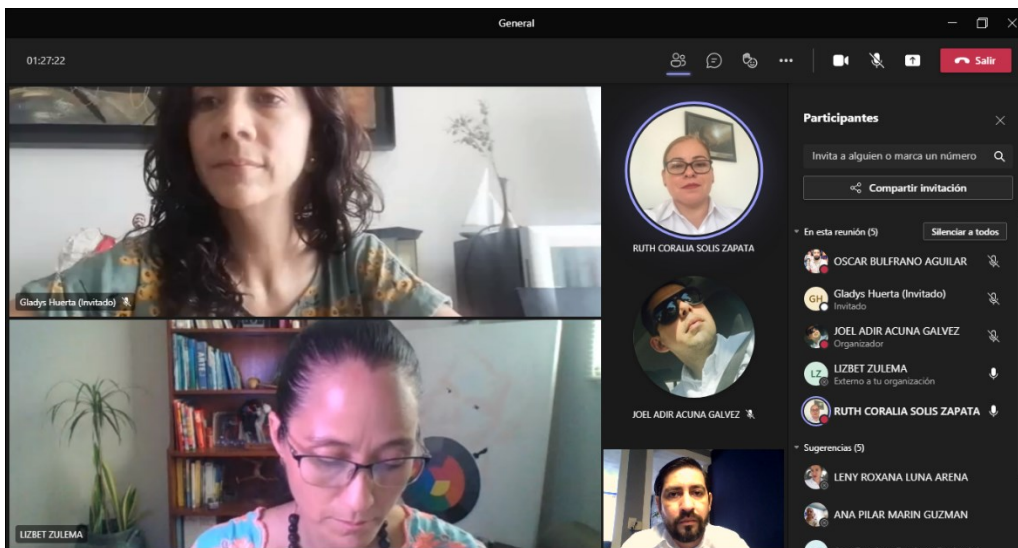 General
01:27:22
Salir
Gladys Huerta (Invitado)
LIZBET ZULEMA
RUTH CORALIA SOLIS ZAPATA
JOEL ADIR ACUNA GALVEZ
Participantes
Invita a alguien o marca un número
Compartir invitación
En esta reunión (5)
Silenciar a todos
OSCAR BULFRANO AGUILAR
GH
Gladys Huerta (Invitado)
Invitado
JOEL ADIR ACUNA GALVEZ
Organizador
LZ
LIZBET ZULEMA
Externo a tu organización
RUTH CORALIA SOLIS ZAPATA
Sugerencias (5)
LENY ROXANA LUNA ARENA
ANA PILAR MARIN GUZMAN